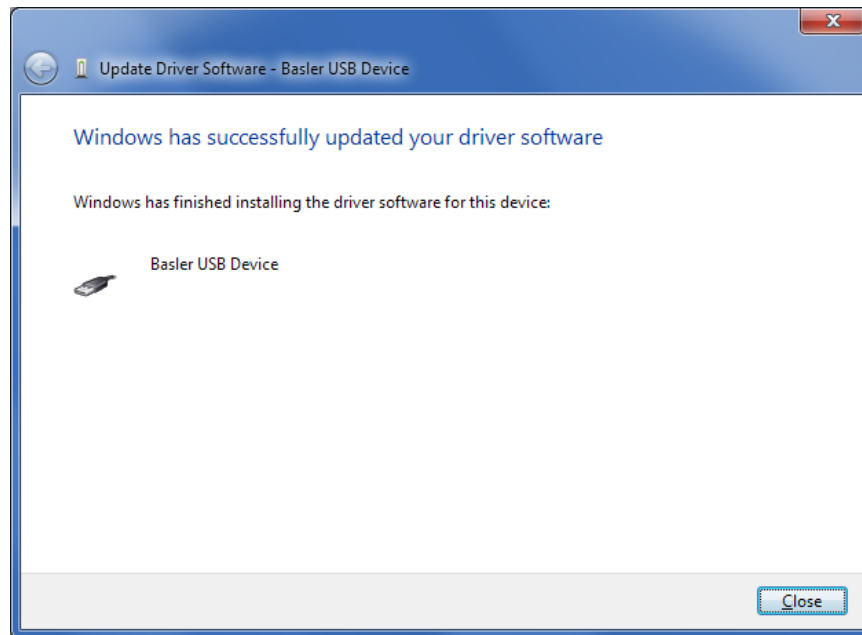 Update Driver Software - Basler USB Device
Windows has successfully updated your driver software
Windows has finished installing the driver software for this device:
Basler USB Device
Close